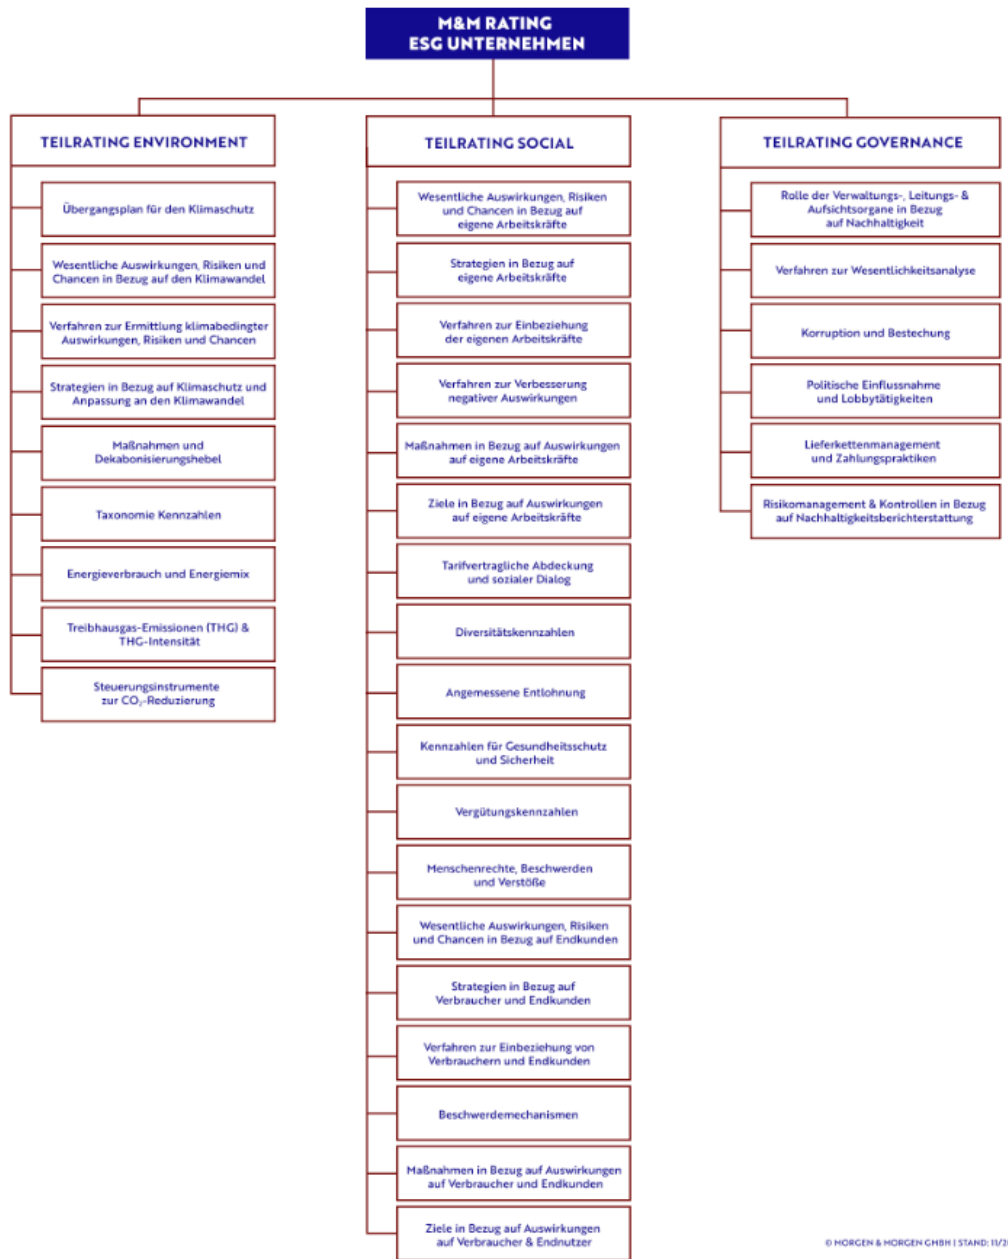 M&M RATING
ESG UNTERNEHMEN
TEILRATING ENVIRONMENT
Übergangsplan für den Klimaschutz
Wesentliche Auswirkungen, Risiken und
Chancen in Bezug auf den Klimawandel
Verfahren zur Ermittlung klimabedingter
Auswirkungen, Risiken und Chancen
Strategien in Bezug auf Klimaschutz und
Anpassung an den Klimawandel
Maßnahmen und
Dekabonisierungshebel
Taxonomie Kennzahlen
Energieverbrauch und Energiemix
Treibhausgas-Emissionen (THG) &
THG-Intensität
Steuerungsinstrumente
zur CO₂-Reduzierung
TEILRATING SOCIAL
Wesentliche Auswirkungen, Risiken
und Chancen in Bezug auf
eigene Arbeitskräfte
Strategien in Bezug auf
eigene Arbeitskräfte
Verfahren zur Einbeziehung
der eigenen Arbeitskräfte
Verfahren zur Verbesserung
negativer Auswirkungen
Maßnahmen in Bezug auf Auswirkungen
auf eigene Arbeitskräfte
Ziele in Bezug auf Auswirkungen
auf eigene Arbeitskräfte
Tarifvertragliche Abdeckung
und sozialer Dialog
Diversitätskennzahlen
Angemessene Entlohnung
Kennzahlen für Gesundheitsschutz
und Sicherheit
Vergütungskennzahlen
Menschenrechte, Beschwerden
und Verstöße
Wesentliche Auswirkungen, Risiken
und Chancen in Bezug auf Endkunden
Strategien in Bezug auf
Verbraucher und Endkunden
Verfahren zur Einbeziehung von
Verbrauchern und Endkunden
Beschwerdemechanismen
Maßnahmen in Bezug auf Auswirkungen
auf Verbraucher und Endkunden
Ziele in Bezug auf Auswirkungen
auf Verbraucher & Endnutzer
TEILRATING GOVERNANCE
Rolle der Verwaltungs-, Leitungs- &
Aufsichtsorgane in Bezug
auf Nachhaltigkeit
Verfahren zur Wesentlichkeitsanalyse
Korruption und Bestechung
Politische Einflussnahme
und Lobbytätigkeiten
Lieferkettenmanagement
und Zahlungspraktiken
Risikomanagement & Kontrollen in Bezug
auf Nachhaltigkeitsberichterstattung
© MORGEN & MORGEN GMBH | STAND: